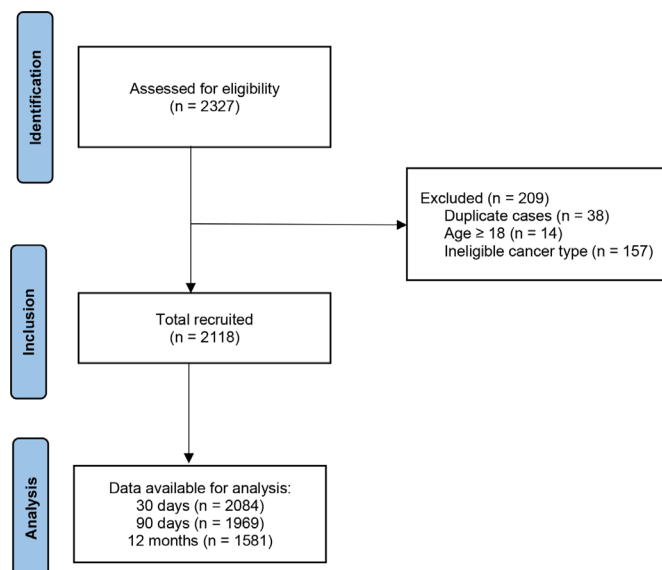 Identification
Assessed for eligibility
(n = 2327)
Excluded (n = 209)
Duplicate cases (n = 38)
Age ≥ 18 (n = 14)
Ineligible cancer type (n = 157)
Inclusion
Total recruited
(n = 2118)
Analysis
Data available for analysis:
30 days (n = 2084)
90 days (n = 1969)
12 months (n = 1581)